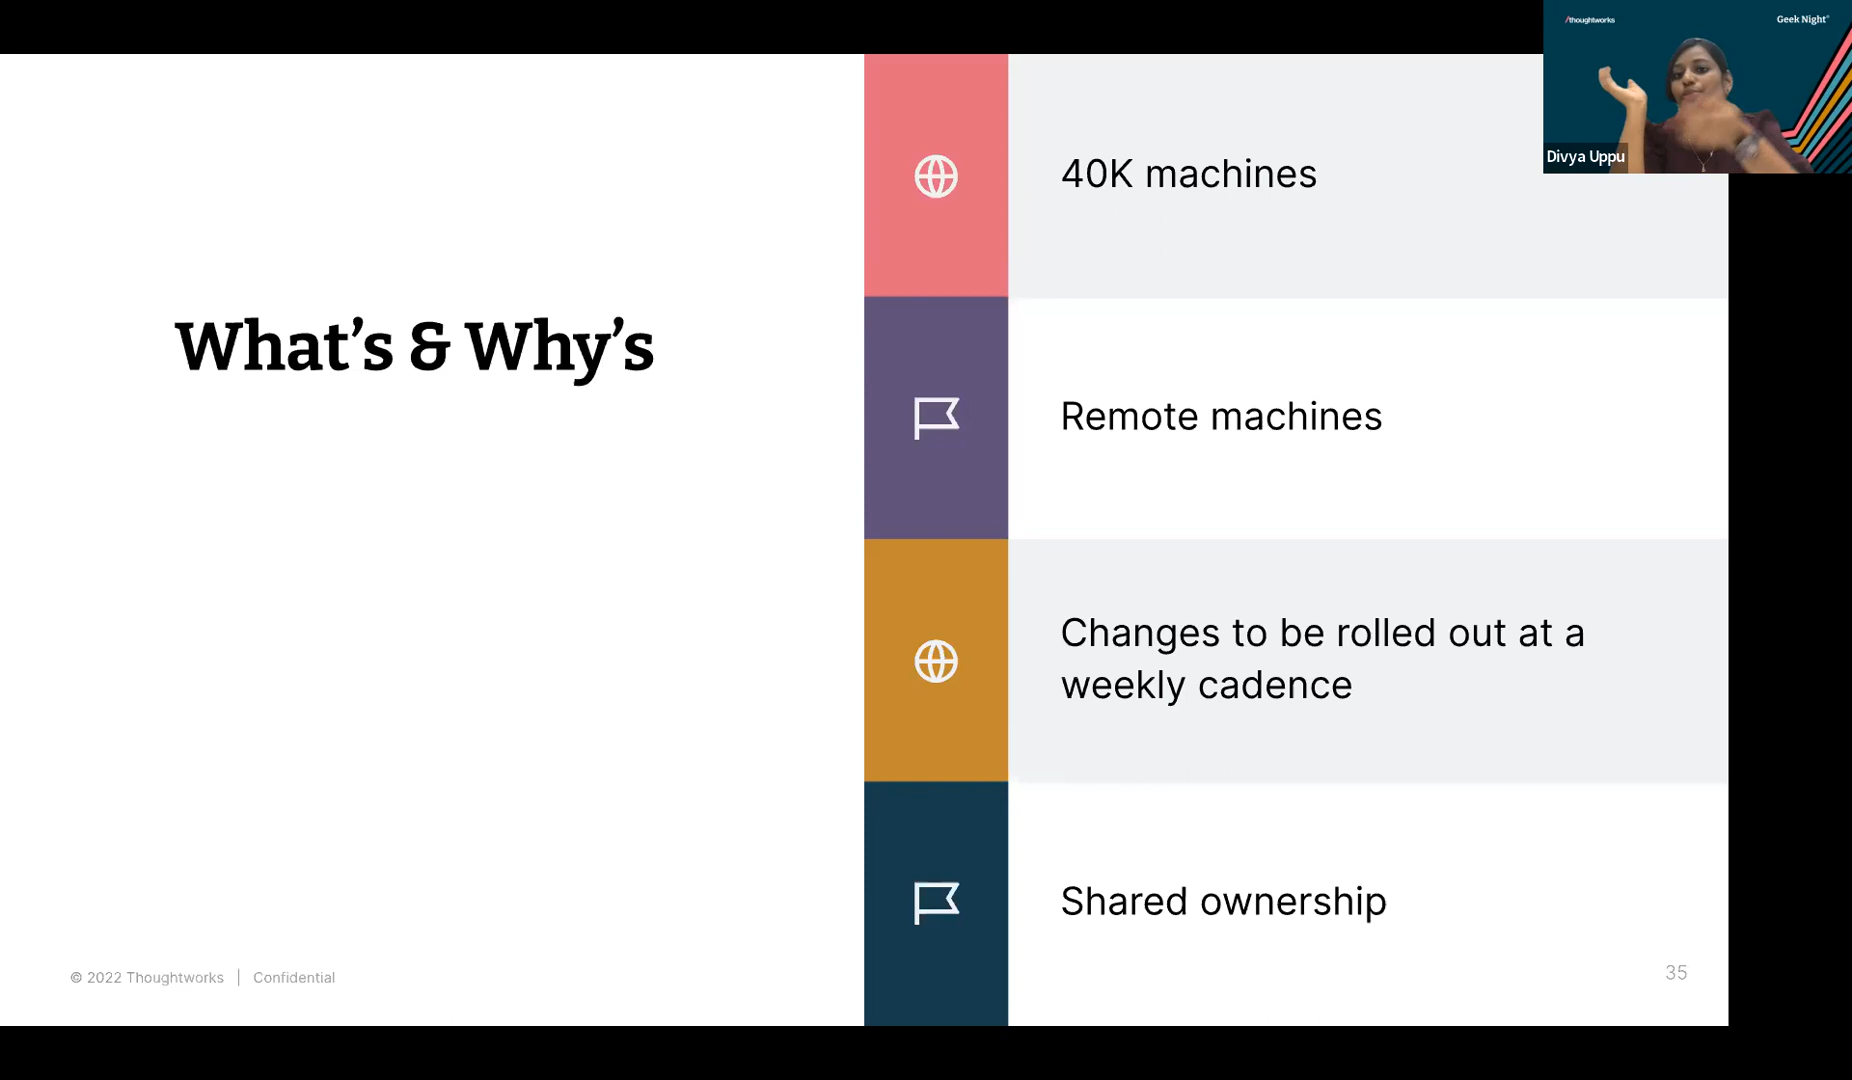 /thoughtworks
Geek Night®
Divya Uppu
What’s & Why’s
40K machines
Remote machines
Changes to be rolled out at a
weekly cadence
Shared ownership
© 2022 Thoughtworks | Confidential
35